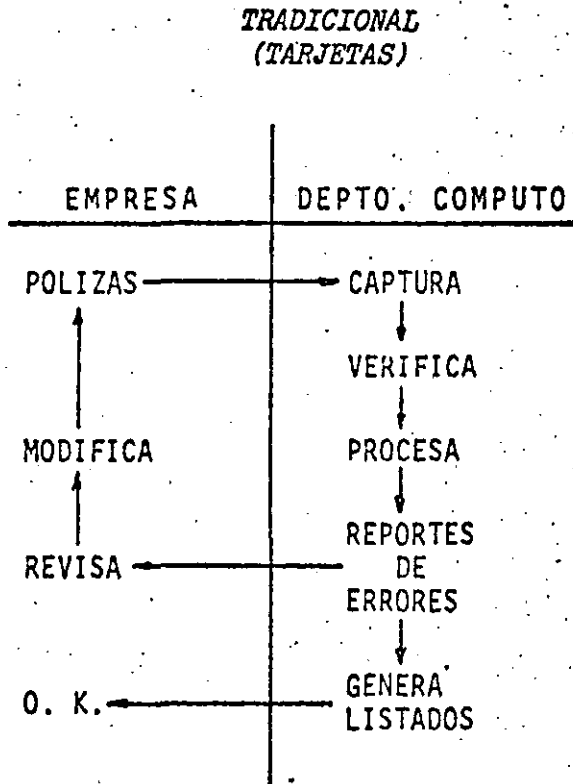 TRADICIONAL
(TARJETAS)
EMPRESA DEPTO. COMPUTO
POLIZAS CAPTURA
VERIFICA
MODIFICA PROCESA
REVISA REPORTES
DE
ERRORES
O. K. GENERA
LISTADOS